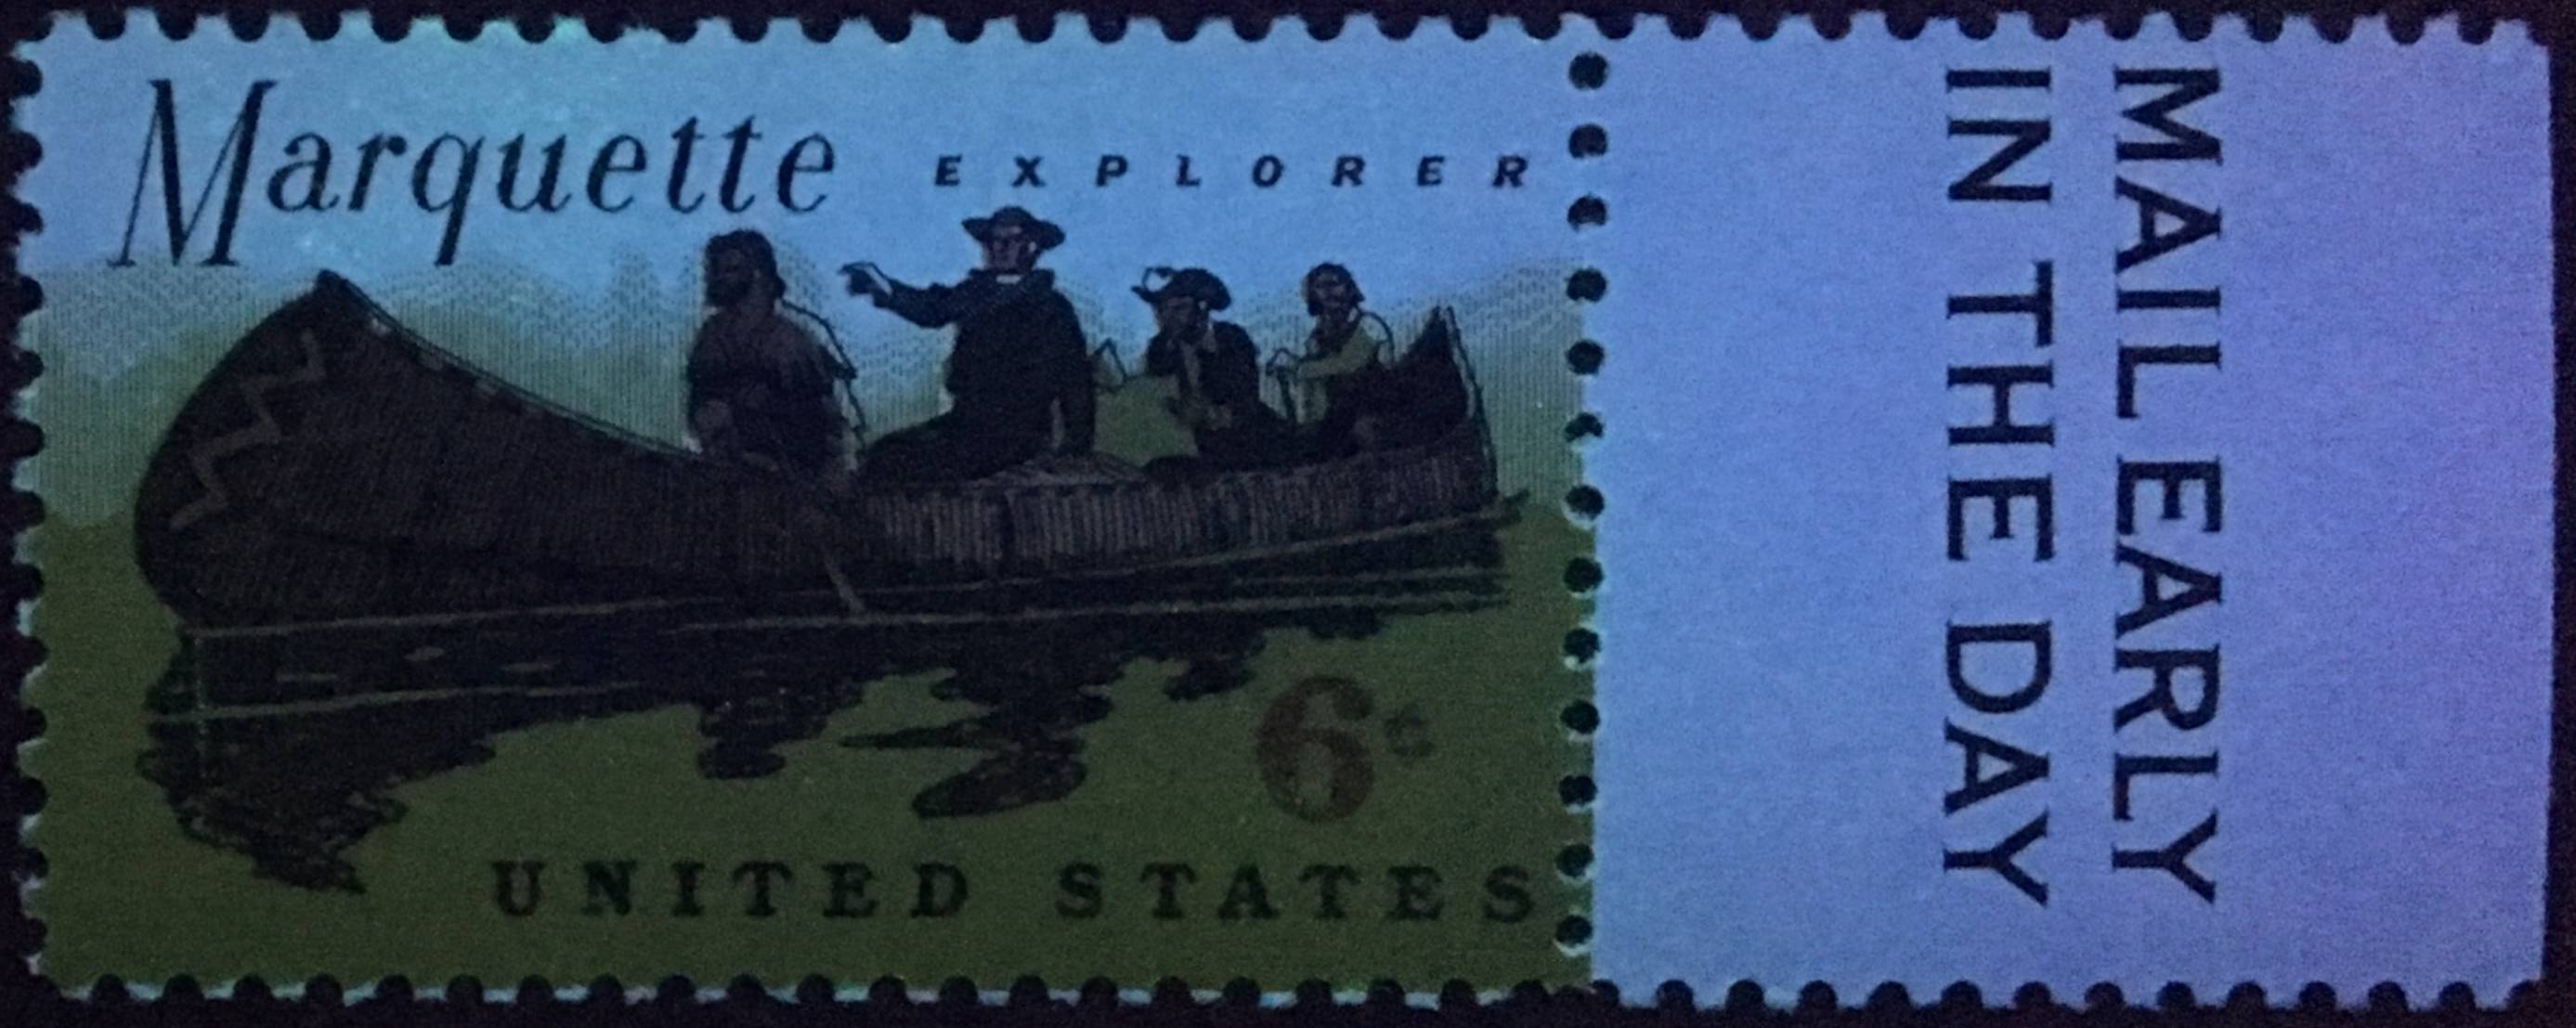 Marquette EXPLORER
6c
UNITED STATES
MAIL EARLY
IN THE DAY